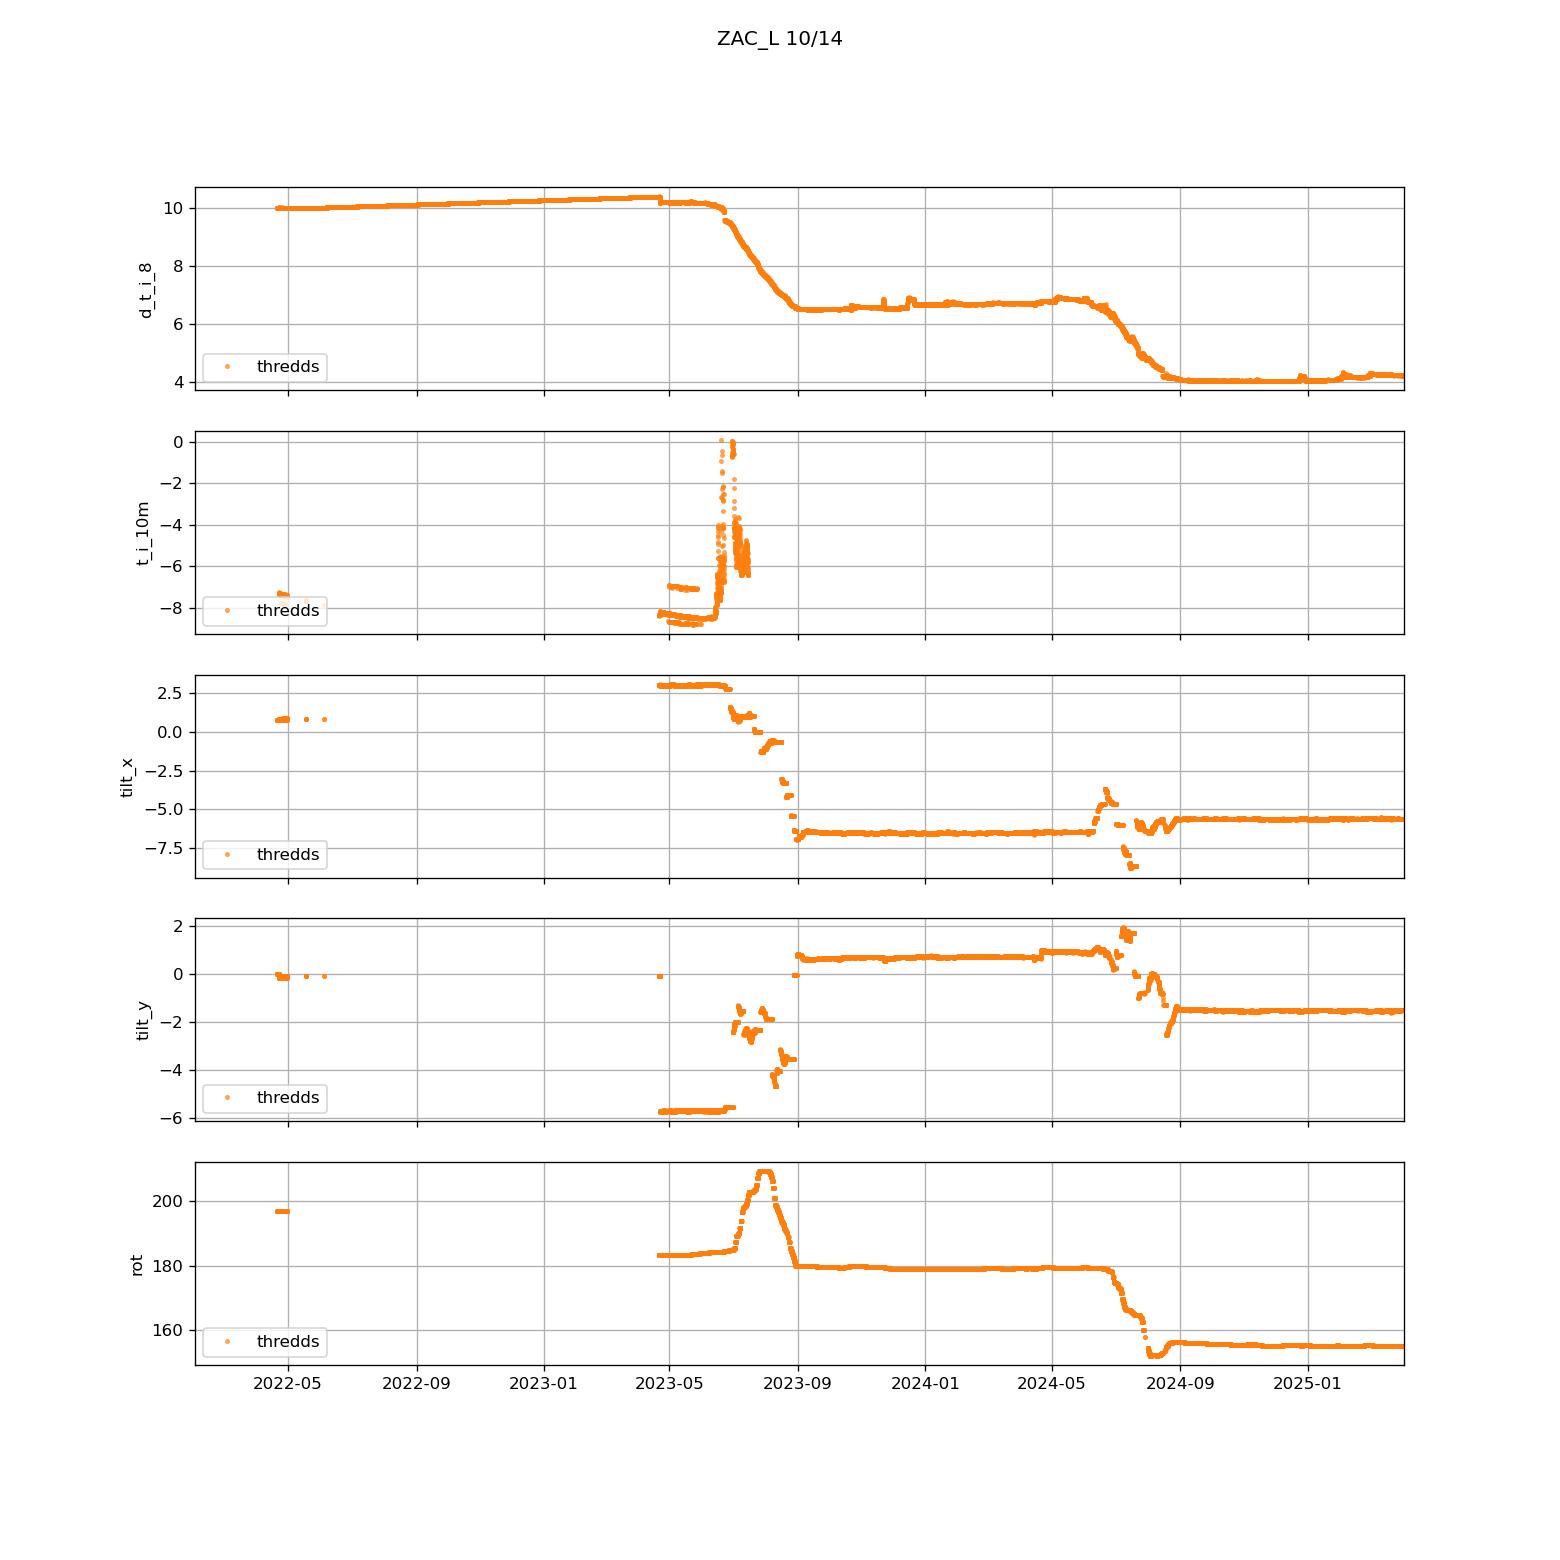 ZAC_L 10/14
10
8
6
4
d_t_i_8
thredds
0
−2
−4
−6
−8
t_i_10m
thredds
2.5
0.0
−2.5
−5.0
−7.5
tilt_x
thredds
2
0
−2
−4
−6
tilt_y
thredds
200
180
160
rot
thredds
2022-05 2022-09 2023-01 2023-05 2023-09 2024-01 2024-05 2024-09 2025-01